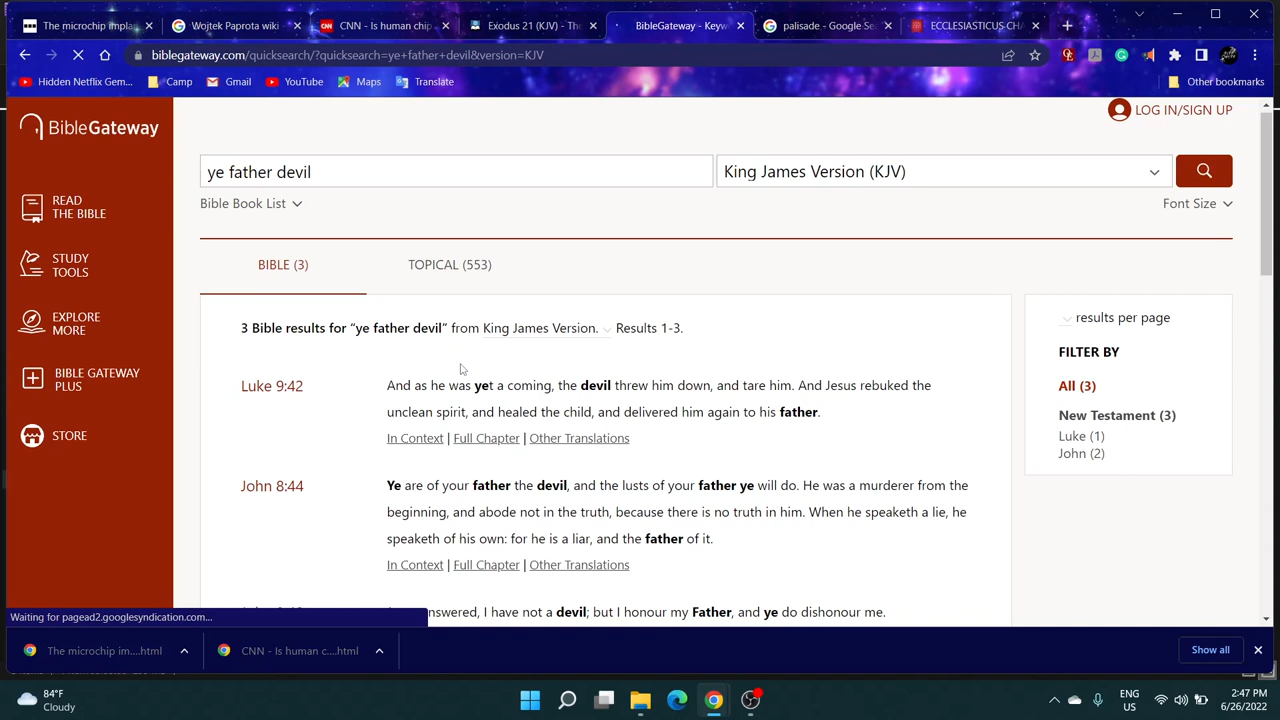 The microchip impla
Wojtek Paprota wiki
CNN - Is human chip
Exodus 21 (KJV) - The
BibleGateway - Keyw
palisade - Google Se
ECCLESIASTICUS-CHA
biblegateway.com/quicksearch/?quicksearch=ye+father+devil&version=KJV
Hidden Netflix Gem...
Camp
Gmail
YouTube
Maps
Translate
Other bookmarks
BibleGateway
LOG IN/SIGN UP
ye father devil
King James Version (KJV)
Bible Book List
Font Size
READ
THE BIBLE
STUDY
TOOLS
EXPLORE
MORE
BIBLE GATEWAY
PLUS
STORE
BIBLE (3)
TOPICAL (553)
3 Bible results for “ye father devil” from King James Version. Results 1-3.
Luke 9:42
And as he was yet a coming, the devil threw him down, and tare him. And Jesus rebuked the
unclean spirit, and healed the child, and delivered him again to his father.
In Context | Full Chapter | Other Translations
John 8:44
Ye are of your father the devil, and the lusts of your father ye will do. He was a murderer from the
beginning, and abode not in the truth, because there is no truth in him. When he speaketh a lie, he
speaketh of his own: for he is a liar, and the father of it.
In Context | Full Chapter | Other Translations
answered, I have not a devil; but I honour my Father, and ye do dishonour me.
results per page
FILTER BY
All (3)
New Testament (3)
Luke (1)
John (2)
Waiting for pagead2.googlesyndication.com...
The microchip im....html
CNN - Is human c....html
Show all
84°F
Cloudy
ENG
US
2:47 PM
6/26/2022